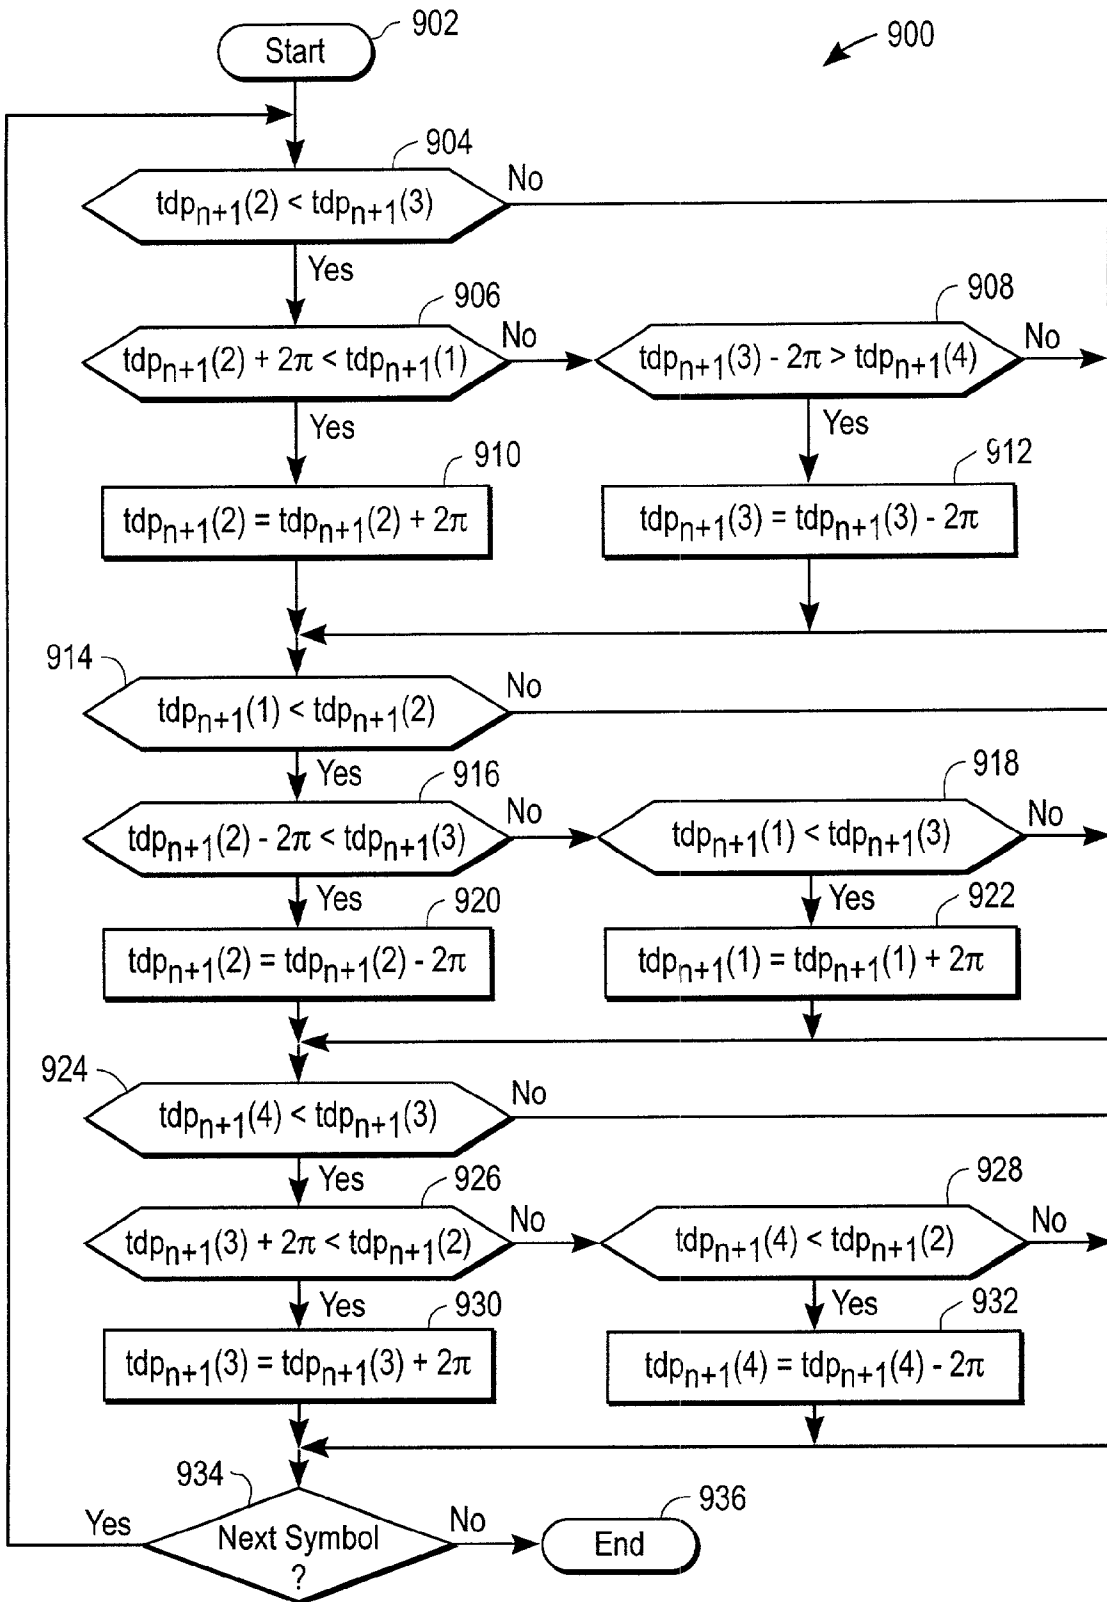 902
Start
900
904
tdpn+1(2) < tdpn+1(3)
No
Yes
906
908
tdpn+1(2) + 2π < tdpn+1(1)
No
tdpn+1(3) - 2π > tdpn+1(4)
No
Yes
Yes
910
912
tdpn+1(2) = tdpn+1(2) + 2π
tdpn+1(3) = tdpn+1(3) - 2π
914
tdpn+1(1) < tdpn+1(2)
No
Yes
916
918
tdpn+1(2) - 2π < tdpn+1(3)
No
tdpn+1(1) < tdpn+1(3)
No
Yes
Yes
920
922
tdpn+1(2) = tdpn+1(2) - 2π
tdpn+1(1) = tdpn+1(1) + 2π
924
tdpn+1(4) < tdpn+1(3)
No
Yes
926
928
tdpn+1(3) + 2π < tdpn+1(2)
No
tdpn+1(4) < tdpn+1(2)
No
Yes
Yes
930
932
tdpn+1(3) = tdpn+1(3) + 2π
tdpn+1(4) = tdpn+1(4) - 2π
934
Yes
Next Symbol
?
No
936
End